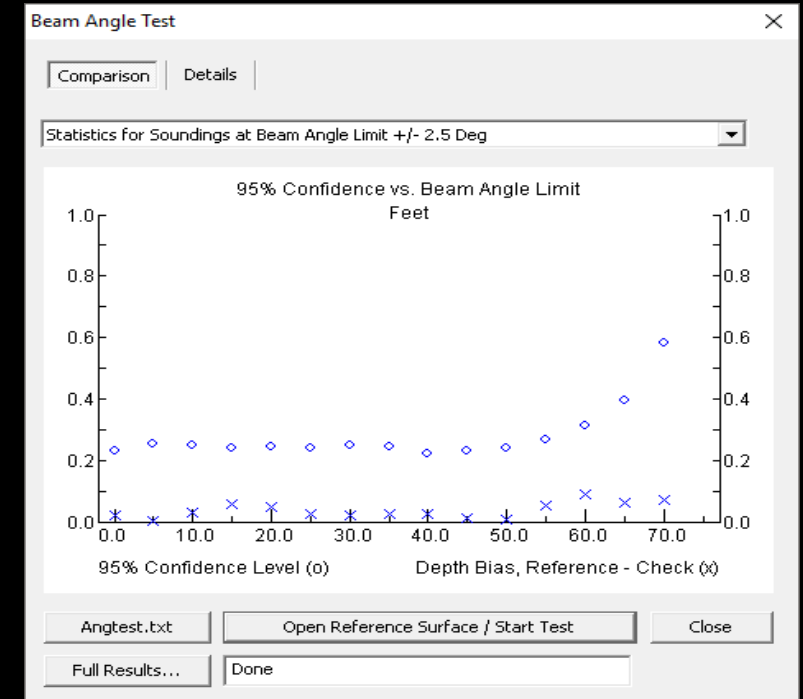 Beam Angle Test
Comparison Details
Statistics for Soundings at Beam Angle Limit +/- 2.5 Deg
95% Confidence vs. Beam Angle Limit
Feet
1.0 1.0
0.8 0.8
0.6 0.6
0.4 0.4
0.2 0.2
0.0 0.0
0.0 10.0 20.0 30.0 40.0 50.0 60.0 70.0
95% Confidence Level (o) Depth Bias, Reference - Check (x)
Angtest.txt Open Reference Surface / Start Test Close
Full Results... Done